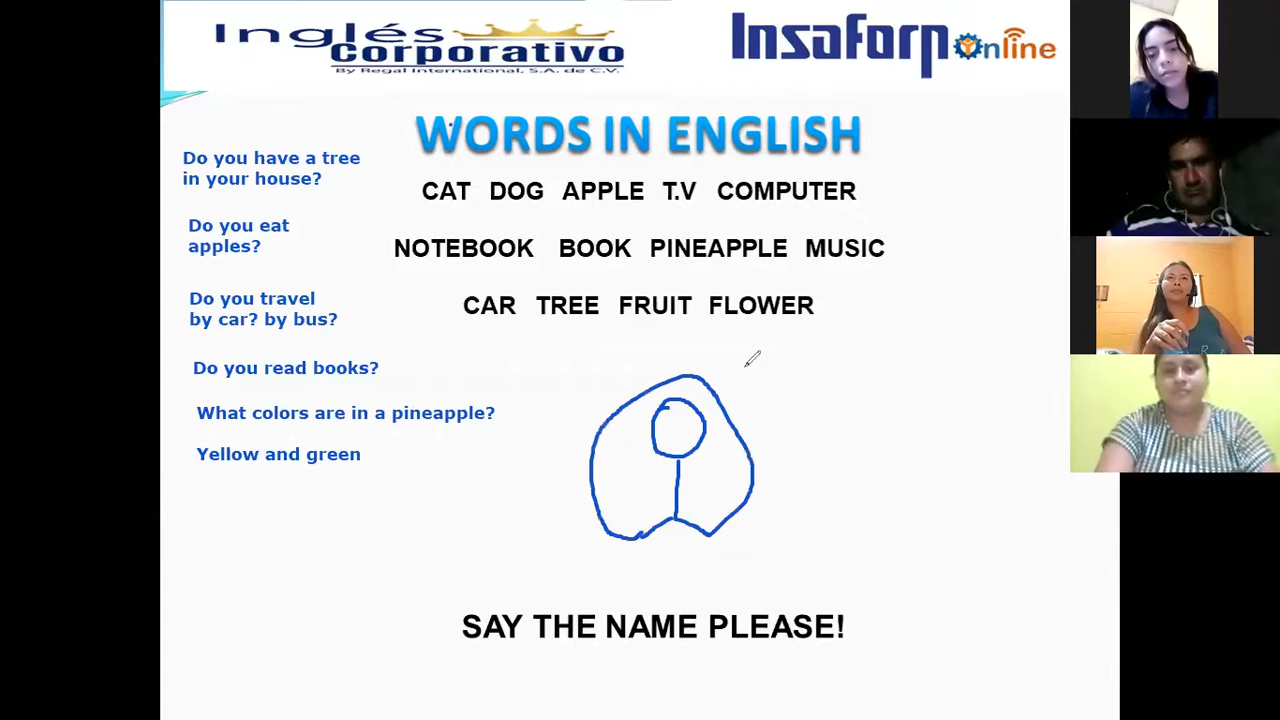 Inglés
Corporativo
By Regal International, S.A. de C.V.
Insaforp Online
WORDS IN ENGLISH
Do you have a tree
in your house?
CAT DOG APPLE T.V COMPUTER
Do you eat
apples?
NOTEBOOK BOOK PINEAPPLE MUSIC
Do you travel
by car? by bus?
CAR TREE FRUIT FLOWER
Do you read books?
What colors are in a pineapple?
Yellow and green
SAY THE NAME PLEASE!